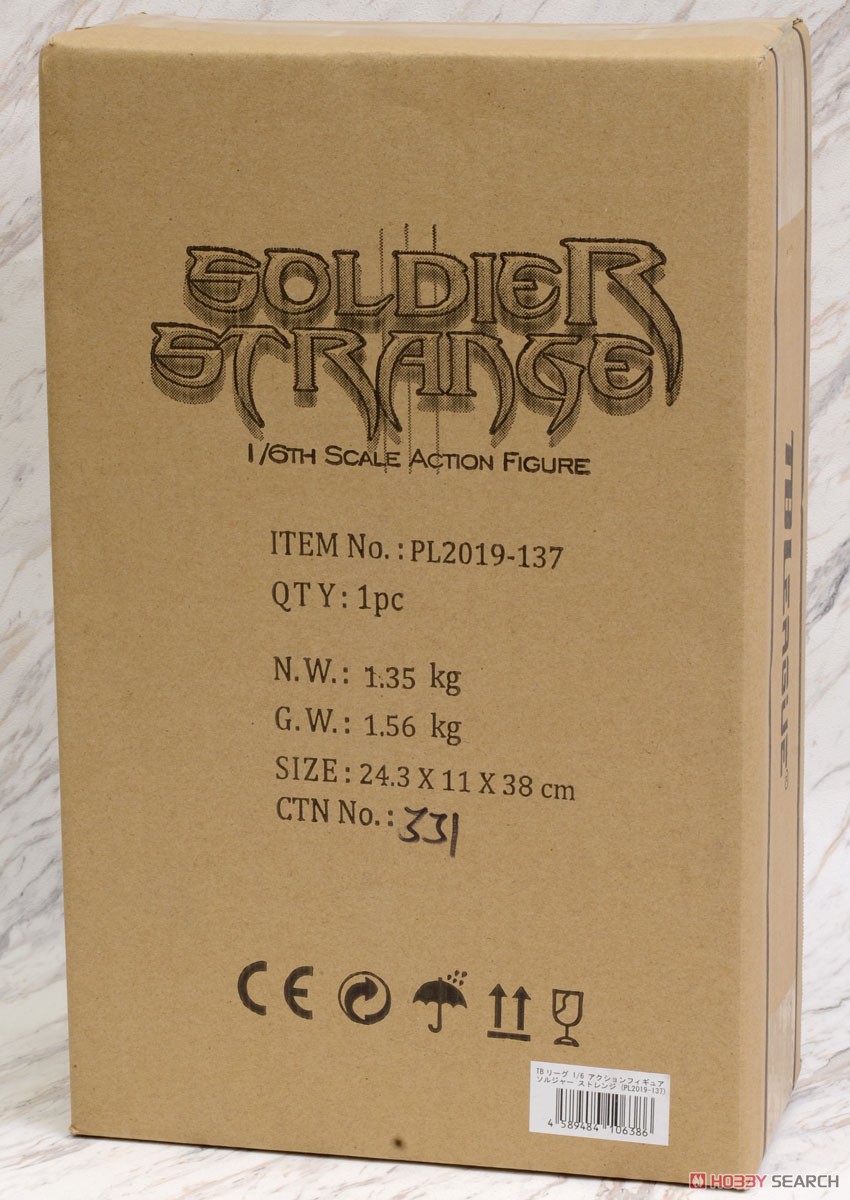 SOLDIER
STRANGE
1/6TH SCALE ACTION FIGURE
ITEM No.:PL2019-137
QTY: 1pc
N.W.: 1.35 kg
G.W.: 1.56 kg
SIZE: 24.3 X 11 X 38 cm
CTN No.: 331
CE
TBLEAGUE®
TBリーグ 1/6 アクションフィギュア
ソルジャー ストレンジ (PL2019-137)
4 589484 106386
HOBBY SEARCH